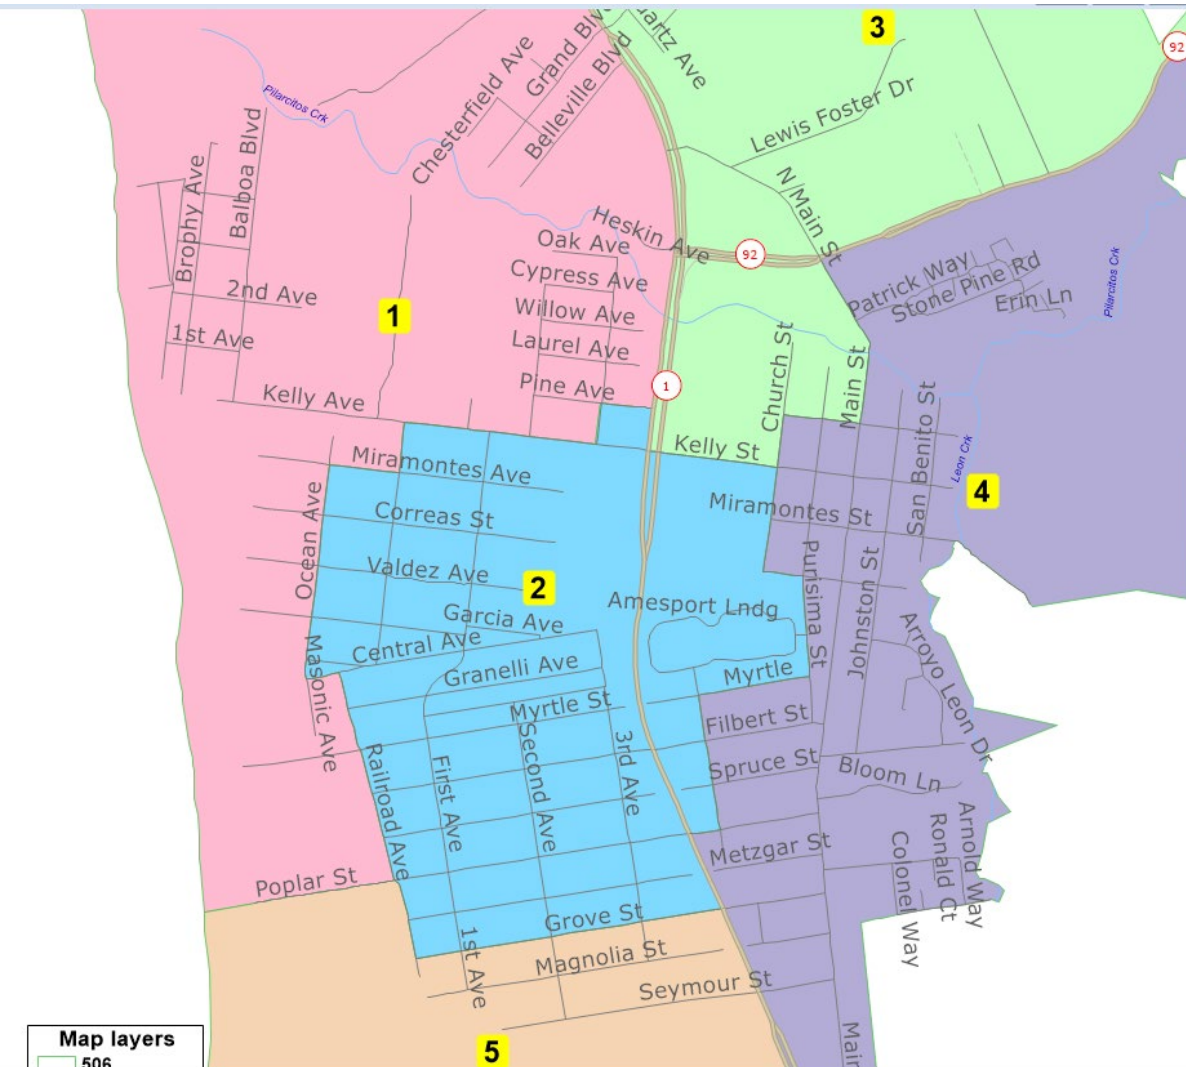 3
92
Grand Blvd
Chesterfield Ave
Belleville Blvd
Pilarcitos Crk
Lewis Foster Dr
Balboa Blvd
Brophy Ave
N Main St
Heskin Ave
Oak Ave
92
Cypress Ave
Patrick Way
Stone Pine Rd
Erin Ln
Pilarcitos Crk
2nd Ave
1
Willow Ave
1st Ave
Laurel Ave
Church St
Main St
Pine Ave
1
Kelly Ave
San Benito St
Kelly St
Leon Crk
Miramontes Ave
4
Ocean Ave
Correas St
Miramontes St
Valdez Ave
2
Purisima St
Johnston St
Garcia Ave
Amesport Lndg
Arroyo Leon Dr
Masonic Ave
Central Ave
Granelli Ave
Myrtle
Myrtle St
Filbert St
Railroad Ave
First Ave
Second Ave
3rd Ave
Spruce St
Bloom Ln
Metzgar St
Colonel Way
Ronald Ct
Arnold Way
Poplar St
Grove St
1st Ave
Magnolia St
Seymour St
Map layers
506
5